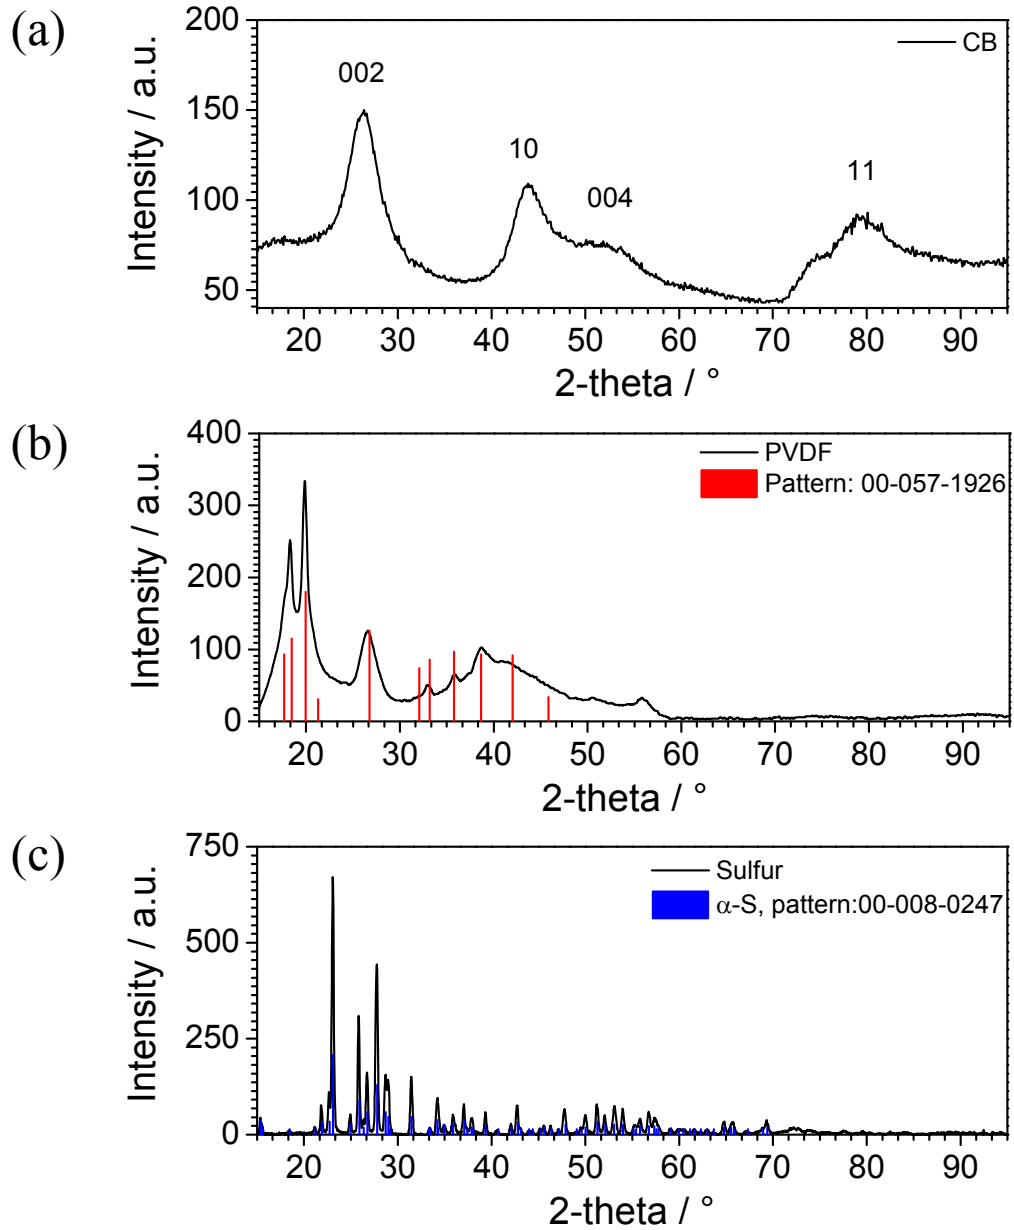 (a)
200
150
100
50
Intensity / a.u.
002
10
004
11
CB
20 30 40 50 60 70 80 90
2-theta / °
(b)
400
300
200
100
0
Intensity / a.u.
PVDF
Pattern: 00-057-1926
20 30 40 50 60 70 80 90
2-theta / °
(c)
750
500
250
0
Intensity / a.u.
Sulfur
α-S, pattern:00-008-0247
20 30 40 50 60 70 80 90
2-theta / °